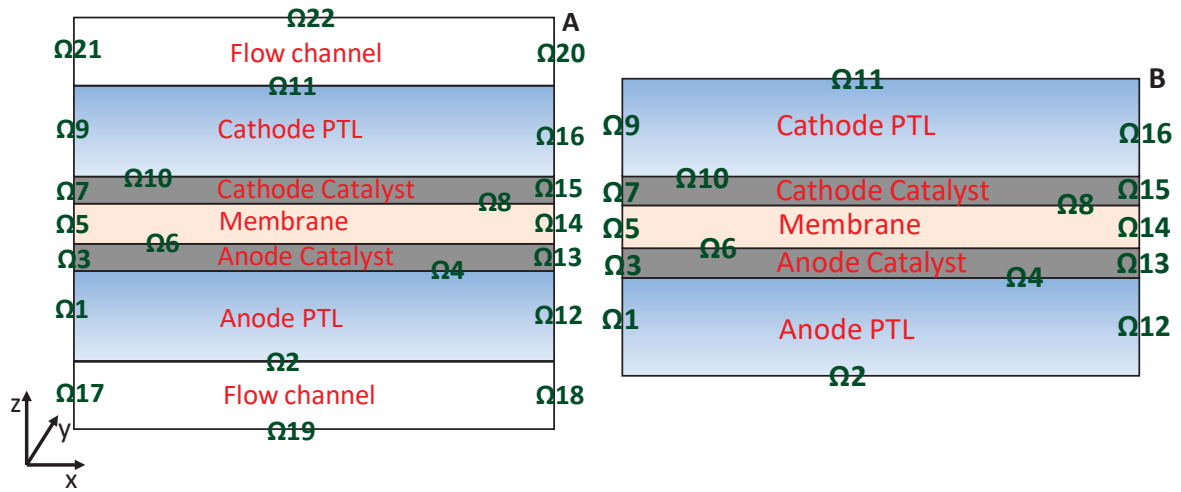 Ω22
A
Ω21
Flow channel
Ω20
Ω11
Ω9
Cathode PTL
Ω16
Ω10
Ω7
Cathode Catalyst
Ω15
Ω8
Ω5
Membrane
Ω14
Ω6
Ω3
Anode Catalyst
Ω13
Ω4
Ω1
Anode PTL
Ω12
Ω2
Ω17
Flow channel
Ω18
Ω19
z
y
x
Ω11
B
Ω9
Cathode PTL
Ω16
Ω10
Ω7
Cathode Catalyst
Ω15
Ω8
Ω5
Membrane
Ω14
Ω6
Ω3
Anode Catalyst
Ω13
Ω4
Ω1
Anode PTL
Ω12
Ω2